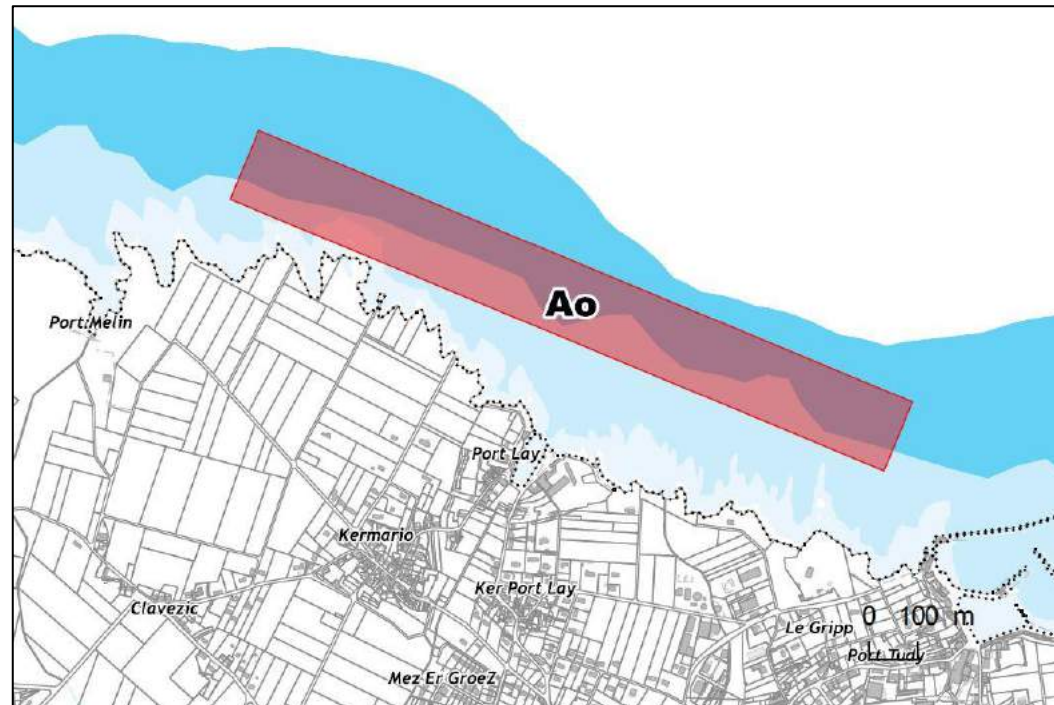 Ao
Port Melin
Port Lay
Kermario
Clavezic
Ker Port Lay
Le Gripp
0 100 m
Port Tudy
Mez Er GroeZ